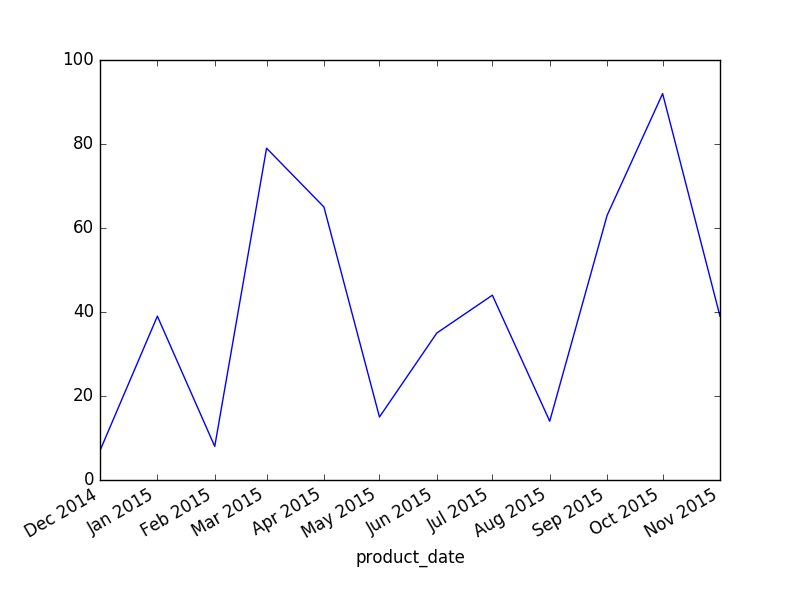 100
80
60
40
20
0
Dec 2014
Jan 2015
Feb 2015
Mar 2015
Apr 2015
May 2015
Jun 2015
Jul 2015
Aug 2015
Sep 2015
Oct 2015
Nov 2015
product_date